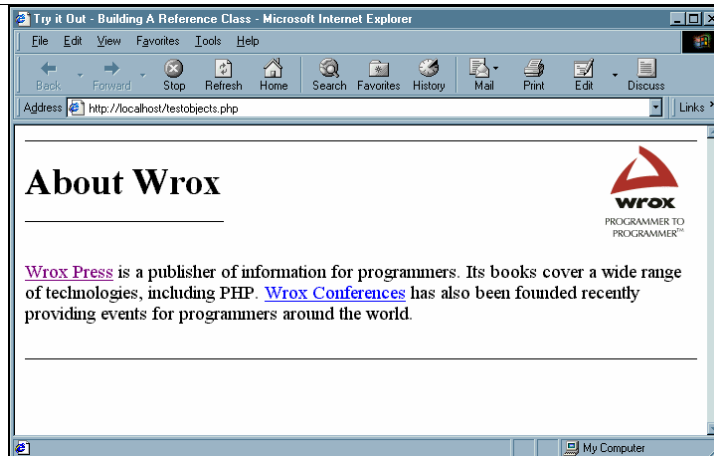 Try it Out - Building A Reference Class - Microsoft Internet Explorer
File Edit View Favorites Tools Help
Back Forward Stop Refresh Home Search Favorites History Mail Print Edit Discuss
Address http://localhost/testobjects.php Links »
About Wrox
wrox
PROGRAMMER TO
PROGRAMMER™
Wrox Press is a publisher of information for programmers. Its books cover a wide range
of technologies, including PHP. Wrox Conferences has also been founded recently
providing events for programmers around the world.
My Computer